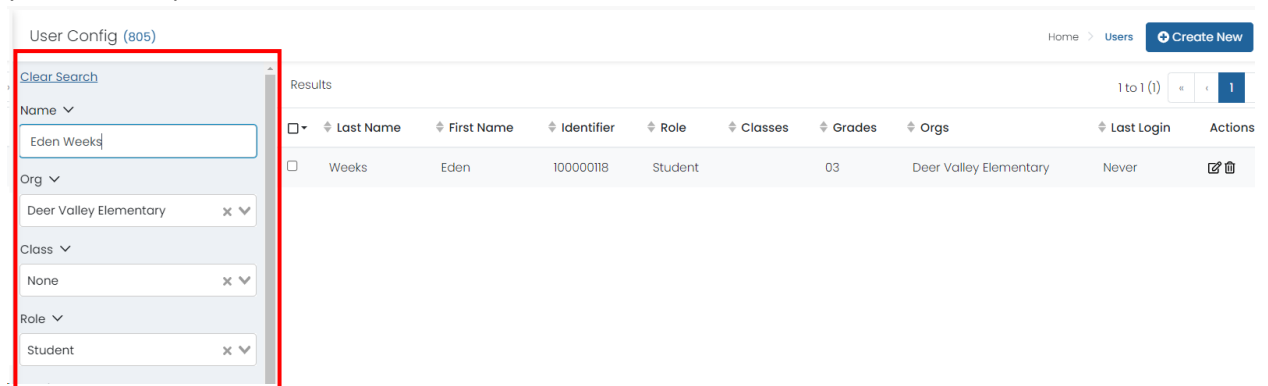 User Config (805)
Home > Users
Create New
Clear Search
Name
Eden Weeks
Org
Deer Valley Elementary
Class
None
Role
Student
Results
1 to 1 (1) « ‹ 1
Last Name First Name Identifier Role Classes Grades Orgs Last Login Actions
Weeks Eden 100000118 Student 03 Deer Valley Elementary Never